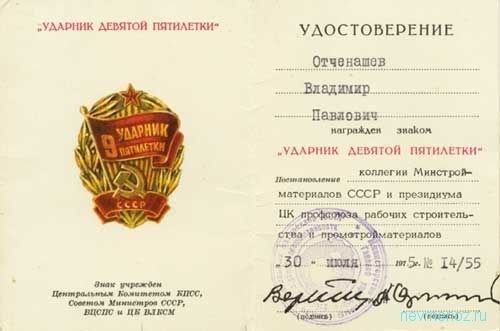 „УДАРНИК ДЕВЯТОЙ ПЯТИЛЕТКИ"
9 УДАРНИК
ПЯТИЛЕТКИ
СССР
Знак учрежден
Центральным Комитетом КПСС,
Советом Министров СССР,
ВЦСПС и ЦК ВЛКСМ
УДОСТОВЕРЕНИЕ
Отченашев
Владимир
Павлович
награжден знаком
„УДАРНИК ДЕВЯТОЙ ПЯТИЛЕТКИ"
Постановление коллегии Минстрой-
материалов СССР и президиума
ЦК профсоюза рабочих строитель-
ства и промстройматериалов
30 " июля 1975г. № 14/55
(подпись) (подпись)